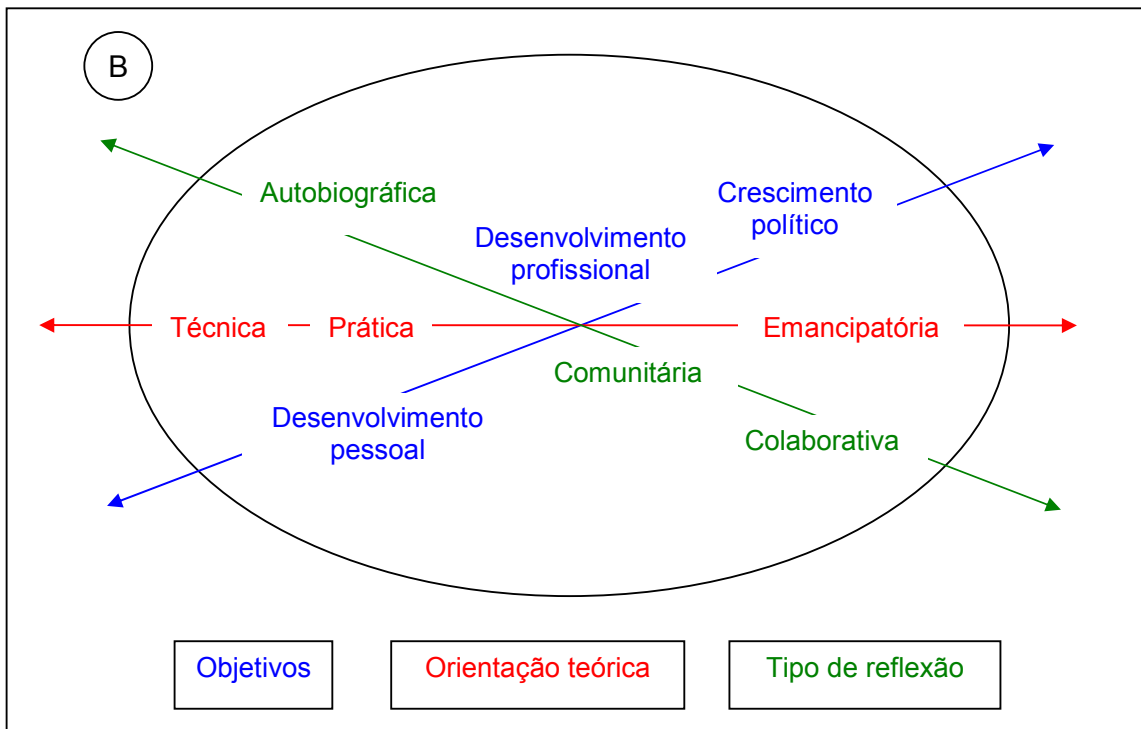 B
Autobiográfica
Crescimento
político
Desenvolvimento
profissional
Técnica
Prática
Emancipatória
Comunitária
Desenvolvimento
pessoal
Colaborativa
Objetivos
Orientação teórica
Tipo de reflexão